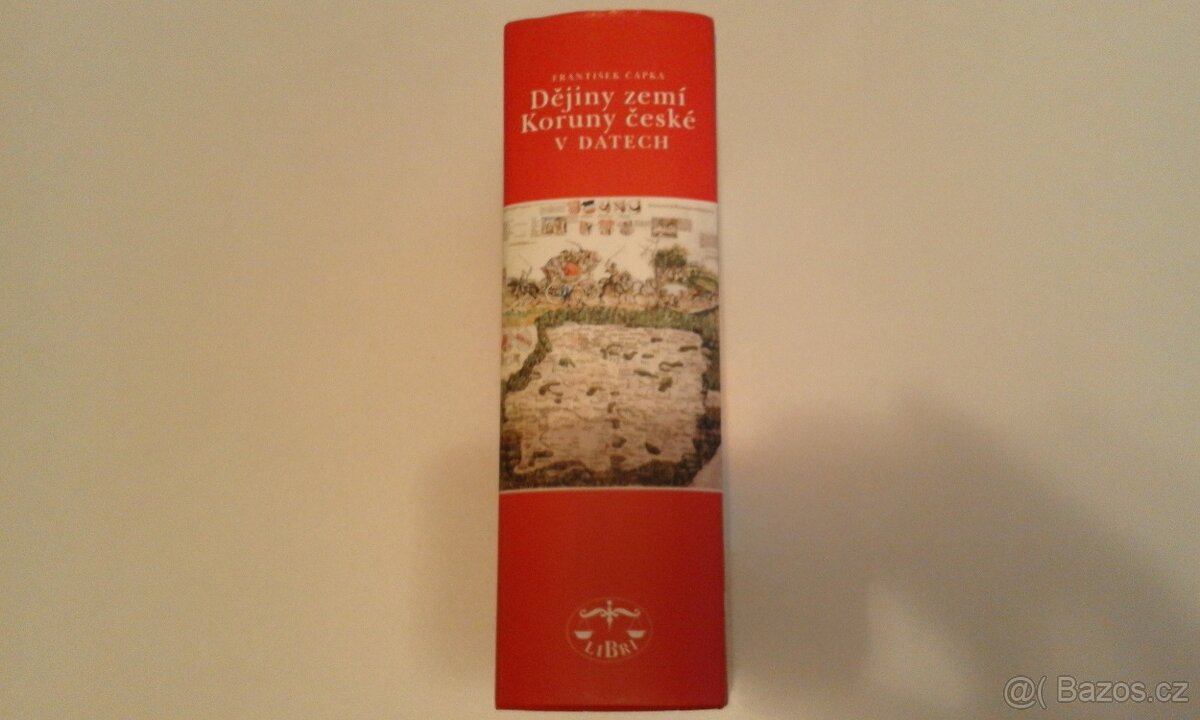 FRANTIŠEK ČAPKA
Dějiny zemí
Koruny české
V DATECH
LIBRI
@( Bazos.cz